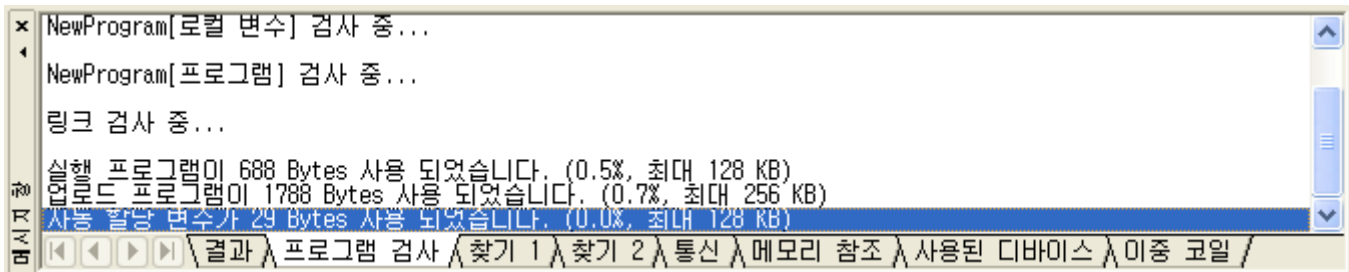 NewProgram[로컬 변수] 검사 중...
NewProgram[프로그램] 검사 중...
링크 검사 중...
실행 프로그램이 688 Bytes 사용 되었습니다. (0.5%, 최대 128 KB)
업로드 프로그램이 1788 Bytes 사용 되었습니다. (0.7%, 최대 256 KB)
자동 할당 변수가 29 Bytes 사용 되었습니다. (0.0%, 최대 128 KB)
메시지 창
결과 프로그램 검사 찾기 1 찾기 2 통신 메모리 참조 사용된 디바이스 이중 코일